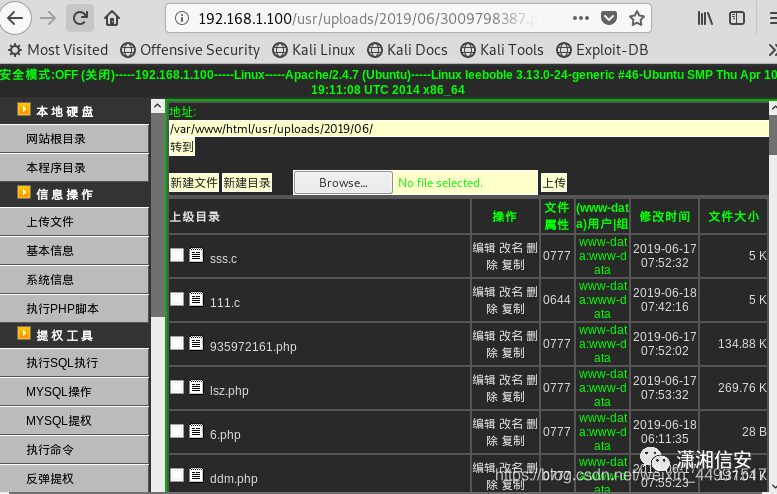 192.168.1.100/usr/uploads/2019/06/3009798387.p
Most Visited Offensive Security Kali Linux Kali Docs Kali Tools Exploit-DB
安全模式:OFF (关闭)-----192.168.1.100-----Linux-----Apache/2.4.7 (Ubuntu)-----Linux leeboble 3.13.0-24-generic #46-Ubuntu SMP Thu Apr 10
19:11:08 UTC 2014 x86_64
本地硬盘
网站根目录
本程序目录
信息操作
上传文件
基本信息
系统信息
执行PHP脚本
提权工具
执行SQL执行
MYSQL操作
MYSQL提权
执行命令
反弹提权
地址:
/var/www/html/usr/uploads/2019/06/
转到
新建文件 新建目录 Browse... No file selected. 上传
上级目录 操作 文件属性 (www-data)用户|组 修改时间 文件大小
sss.c 编辑 改名 删除 复制 0777 www-data:www-data 2019-06-17 07:52:32 5 K
111.c 编辑 改名 删除 复制 0644 www-data:www-data 2019-06-18 07:42:16 5 K
935972161.php 编辑 改名 删除 复制 0777 www-data:www-data 2019-06-17 07:52:02 134.88 K
lsz.php 编辑 改名 删除 复制 0777 www-data:www-data 2019-06-17 07:53:32 269.76 K
6.php 编辑 改名 删除 复制 0777 www-data:www-data 2019-06-18 06:11:35 28 B
ddm.php 编辑 改名 删除 复制 0777 www-data:www-data 2019-06-17 07:55:23 137.04 K
潇湘信安